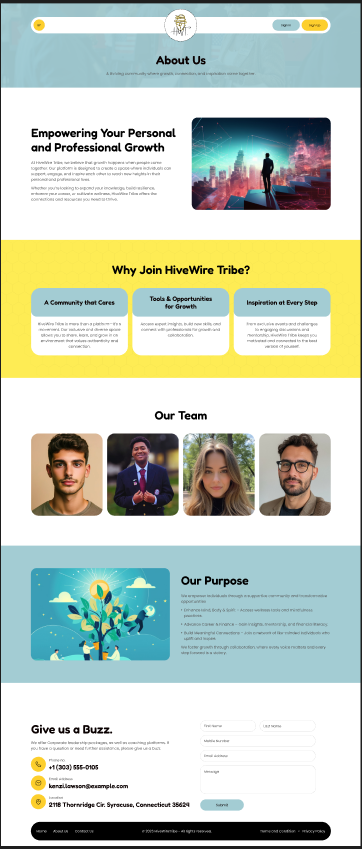 Sign In
Sign Up
About Us
A thriving community where growth, connection, and inspiration come together.
Empowering Your Personal
and Professional Growth
At HiveWire Tribe, we believe that growth happens when people come
together. Our platform is designed to create a space where individuals can
support, engage, and inspire each other to reach new heights in their
personal and professional lives.
Whether you're looking to expand your knowledge, build resilience,
enhance your career, or cultivate wellness, HiveWire Tribe offers the
connections and resources you need to thrive.
Why Join HiveWire Tribe?
A Community that Cares
HiveWire Tribe is more than a platform—it's a
movement. Our inclusive and diverse space
allows you to share, learn, and grow in an
environment that values authenticity and
connection.
Tools & Opportunities
for Growth
Access expert insights, build new skills, and
connect with professionals for growth and
collaboration.
Inspiration at Every Step
From exclusive events and challenges
to engaging discussions and
mentorship, HiveWire Tribe keeps you
motivated and connected to the best
version of yourself.
Our Team
Our Purpose
We empower individuals through a supportive community and transformative
opportunities:
• Enhance Mind, Body & Spirit – Access wellness tools and mindfulness
practices.
• Advance Career & Finance – Gain insights, mentorship, and financial literacy.
• Build Meaningful Connections – Join a network of like-minded individuals who
uplift and inspire.
We foster growth through collaboration, where every voice matters and every
step forward is a victory.
Give us a Buzz.
We offer Corporate leadership packages, as well as coaching platforms. If
you have a question or need further assistance, please give us a buzz.
Phone no
+1 (303) 555-0105
Email Address
kenzi.lawson@example.com
Location
2118 Thornridge Cir. Syracuse, Connecticut 35624
First Name
Last Name
Mobile Number
Email Address
Message
Submit
Home
About Us
Contact Us
© 2025 HiveWireTribe - All rights reserved.
Terms and Condition
•
Privacy Policy